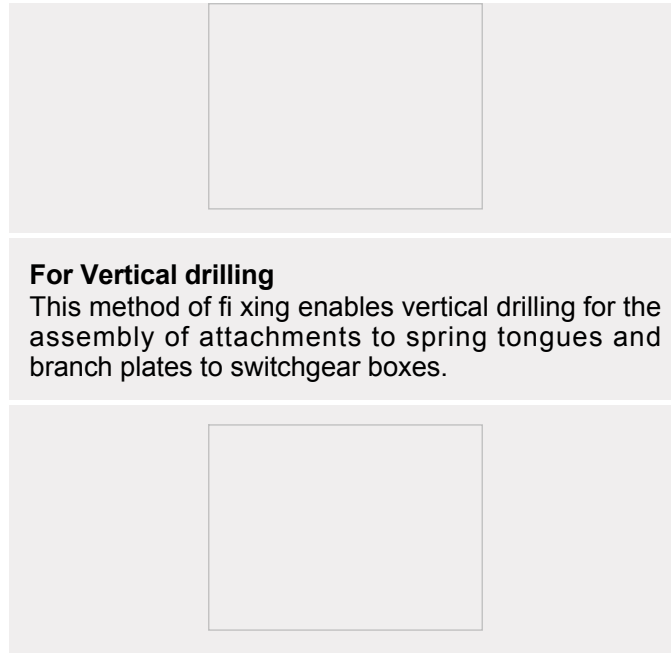 For Vertical drilling
This method of fi xing enables vertical drilling for the
assembly of attachments to spring tongues and
branch plates to switchgear boxes.